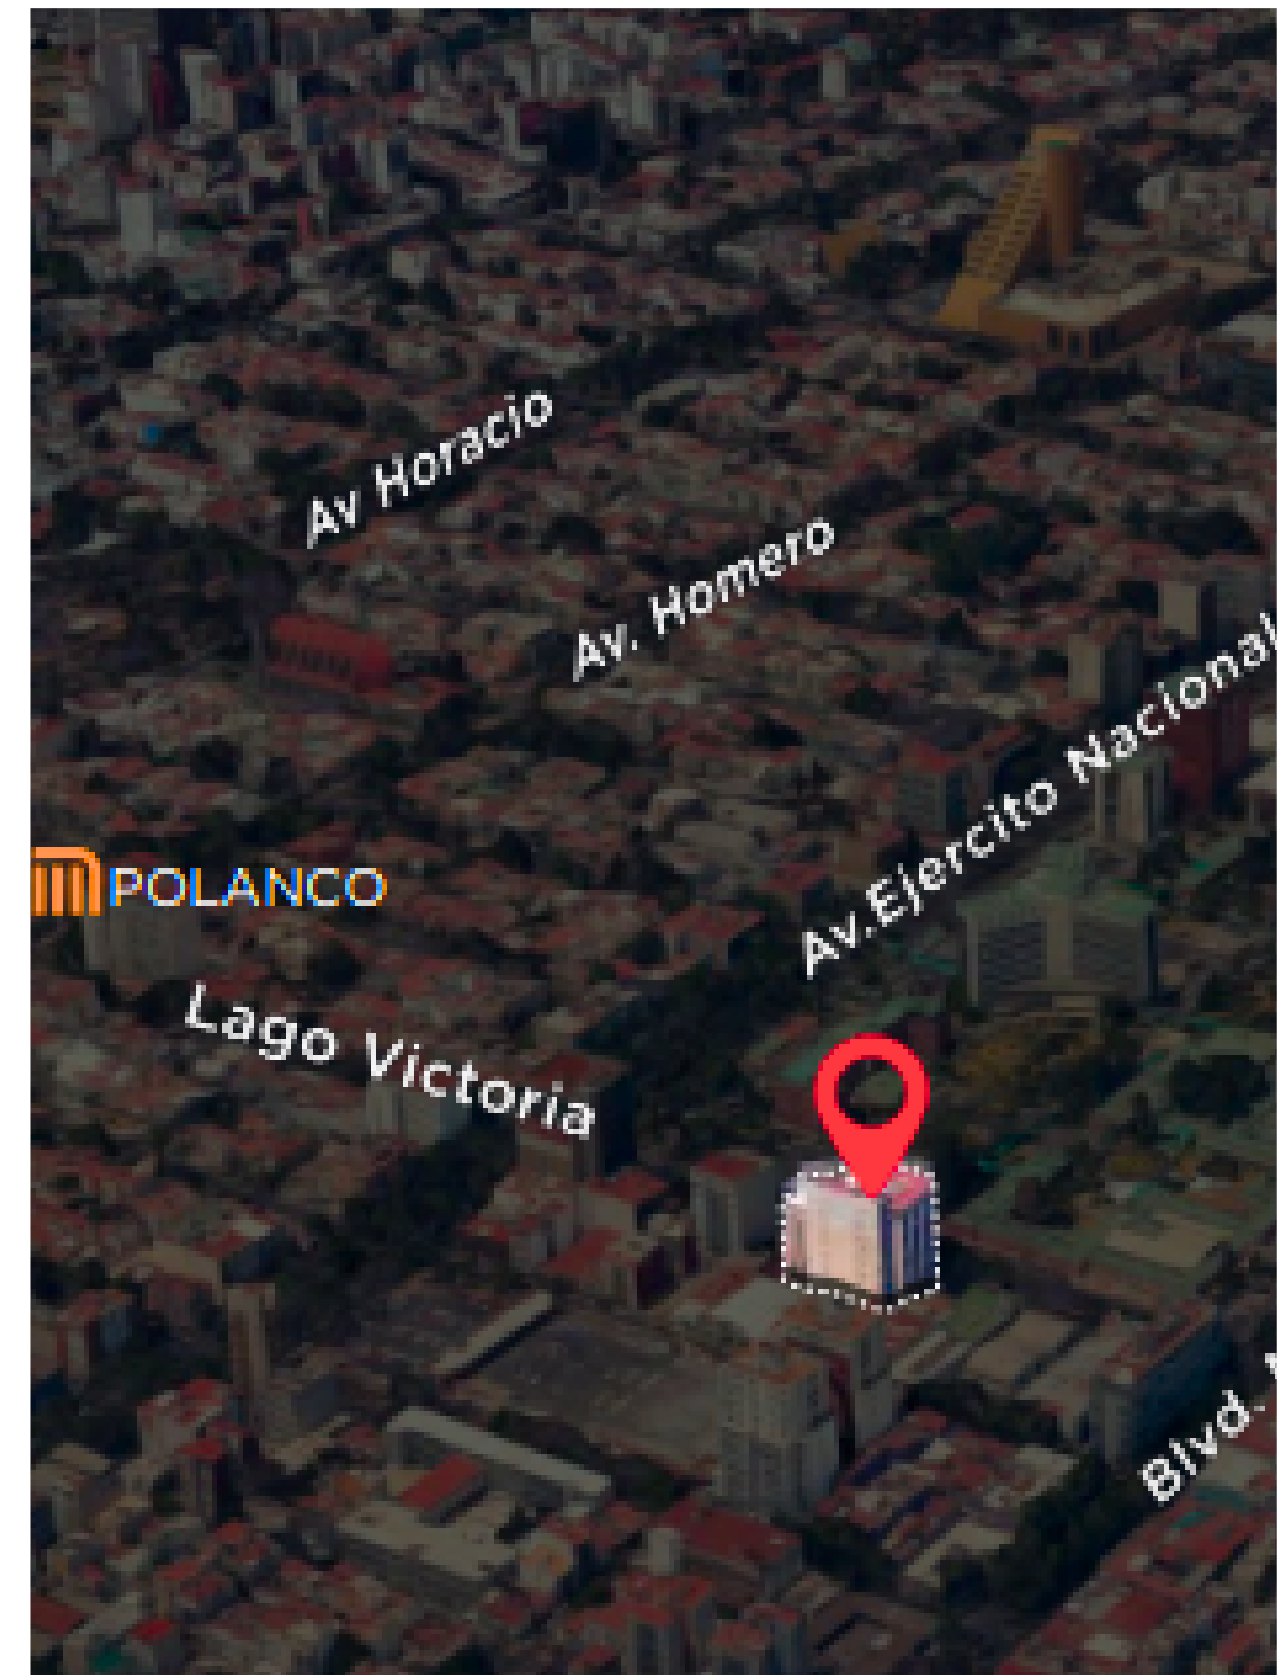 Av Horacio
Av. Homero
Av.Ejercito Nacional
POLANCO
Lago Victoria
Blvd.